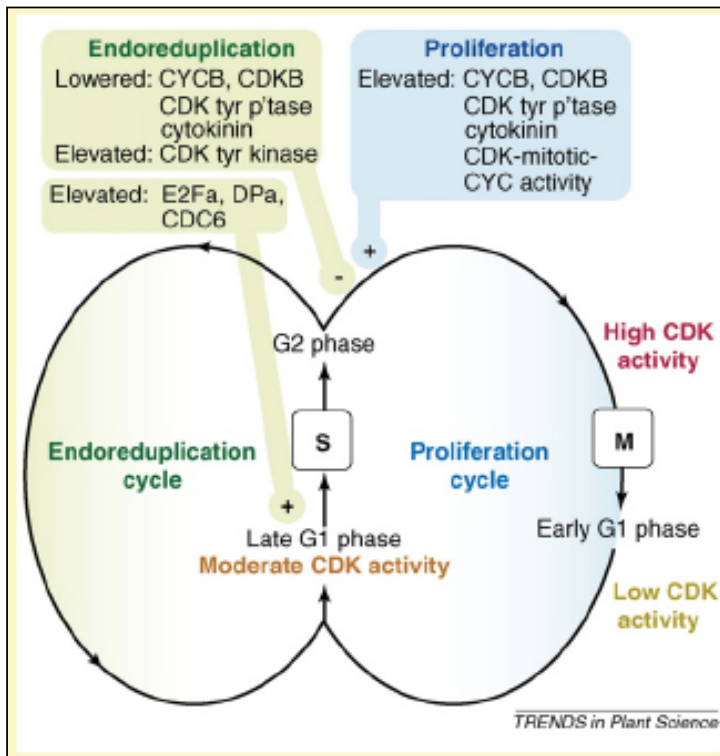 Endoreduplication
Lowered: CYCB, CDKB
CDK tyr p'tase
cytokinin
Elevated: CDK tyr kinase
Elevated: E2Fa, DPa,
CDC6
Proliferation
Elevated: CYCB, CDKB
CDK tyr p'tase
cytokinin
CDK-mitotic-
CYC activity
+
-
G2 phase
High CDK
activity
S
M
Endoreduplication
cycle
Proliferation
cycle
+
Late G1 phase
Moderate CDK activity
Early G1 phase
Low CDK
activity
TRENDS in Plant Science